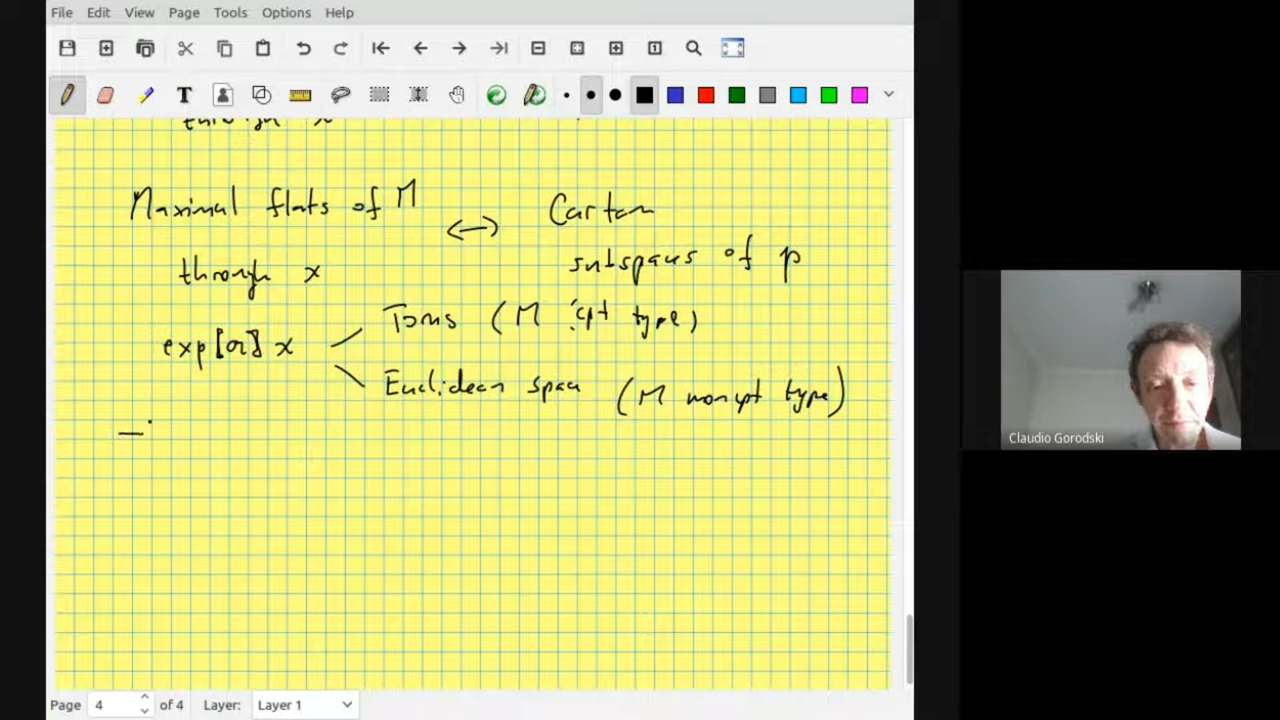 File Edit View Page Tools Options Help
through x
Maximal flats of M ↔ Cartan
subspaces of p
through x
exp[𝔞] x
Torus (M cpt type)
Euclidean space (M noncpt type)
Claudio Gorodski
Page 4 of 4 Layer: Layer 1